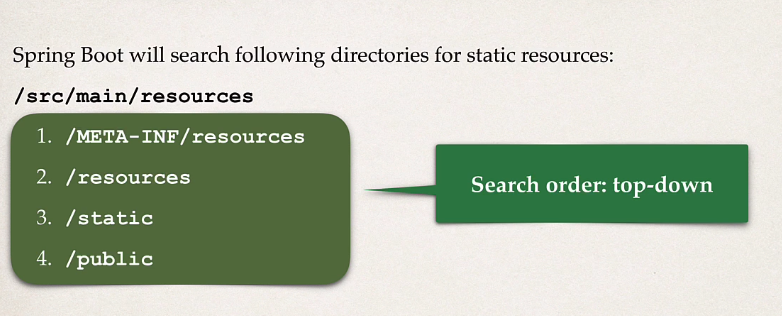 Spring Boot will search following directories for static resources:
/src/main/resources
1. /META-INF/resources
2. /resources
3. /static
4. /public
Search order: top-down